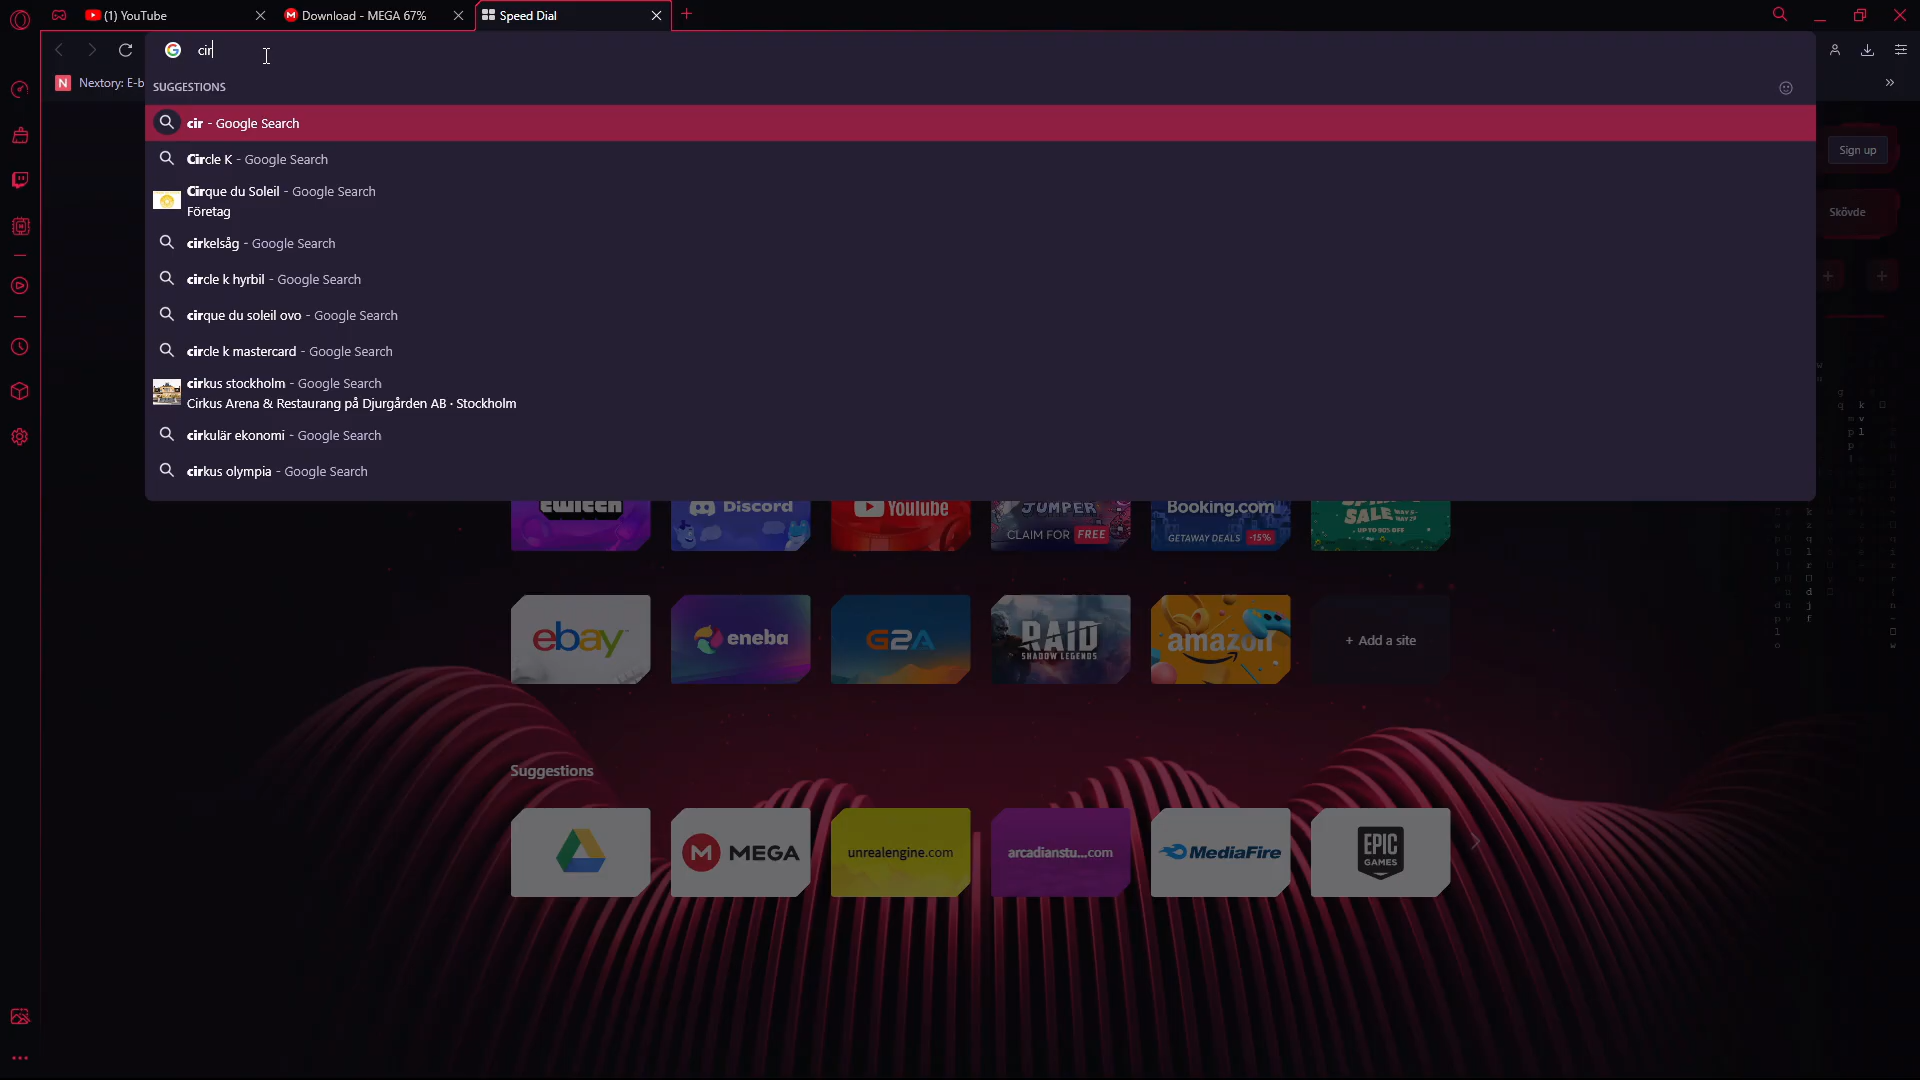 (1) YouTube
Download - MEGA 67%
Speed Dial
cir
Nextory: E-b
SUGGESTIONS
cir - Google Search
Circle K - Google Search
Cirque du Soleil - Google Search
Företag
cirkelsåg - Google Search
circle k hyrbil - Google Search
cirque du soleil ovo - Google Search
circle k mastercard - Google Search
cirkus stockholm - Google Search
Cirkus Arena & Restaurang på Djurgården AB · Stockholm
cirkulär ekonomi - Google Search
cirkus olympia - Google Search
Sign up
Skövde
twitch
Discord
YouTube
JUMPER
CLAIM FOR FREE
Booking.com
GETAWAY DEALS -15%
SALE
ebay
eneba
G2A
RAID
SHADOW LEGENDS
amazon
+ Add a site
Suggestions
M MEGA
unrealengine.com
arcadianstu...com
MediaFire
EPIC
GAMES